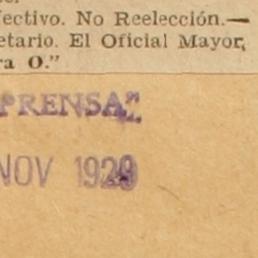 fectivo. No Reelección.—
etario. El Oficial Mayor,
ra O."
PRENSA"
NOV 1929